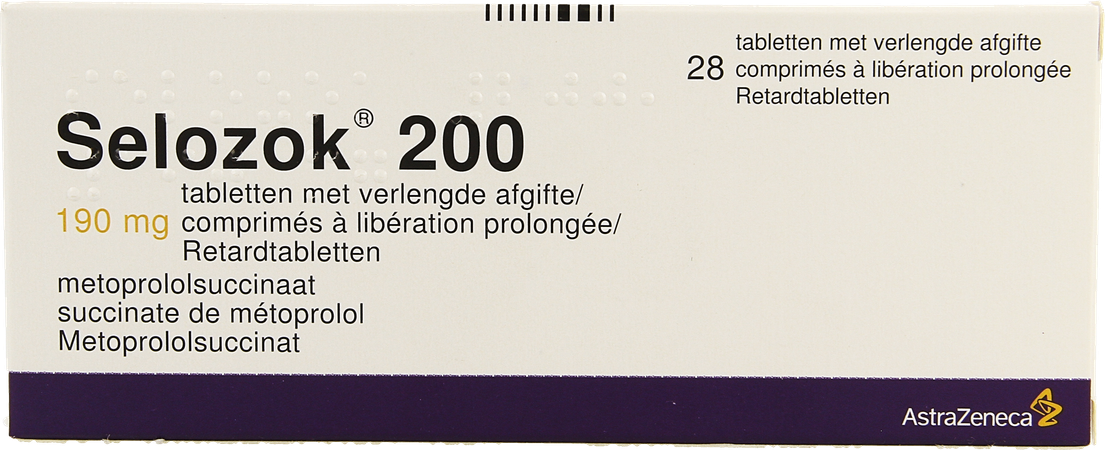 28 tabletten met verlengde afgifte
comprimés à libération prolongée
Retardtabletten
Selozok® 200
190 mg tabletten met verlengde afgifte/
comprimés à libération prolongée/
Retardtabletten
metoprololsuccinaat
succinate de métoprolol
Metoprololsuccinat
AstraZeneca